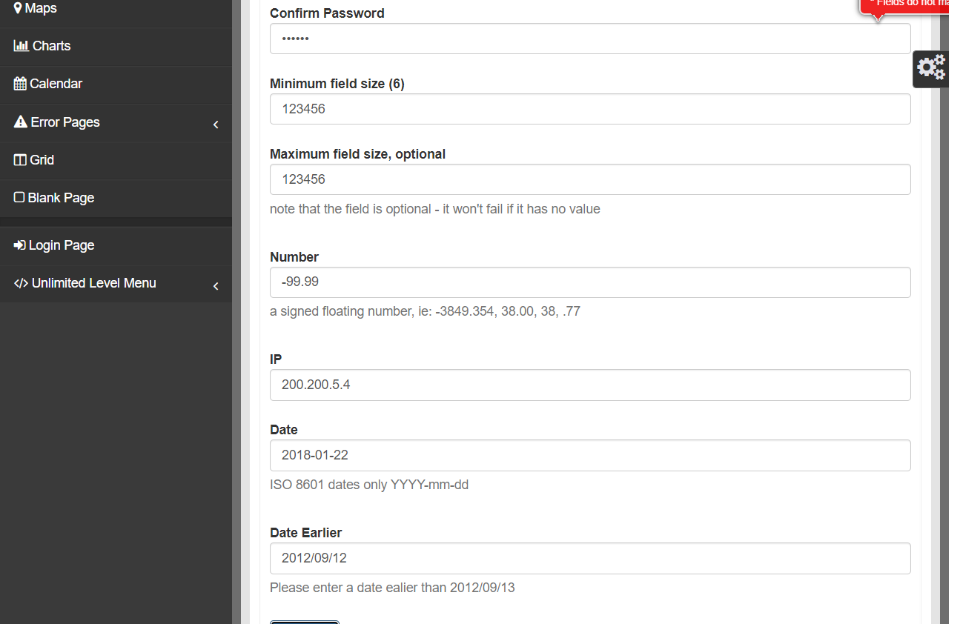 Maps
Charts
Calendar
Error Pages
Grid
Blank Page
Login Page
Unlimited Level Menu
* Fields do not ma
Confirm Password
••••••
Minimum field size (6)
123456
Maximum field size, optional
123456
note that the field is optional - it won't fail if it has no value
Number
-99.99
a signed floating number, ie: -3849.354, 38.00, 38, .77
IP
200.200.5.4
Date
2018-01-22
ISO 8601 dates only YYYY-mm-dd
Date Earlier
2012/09/12
Please enter a date ealier than 2012/09/13